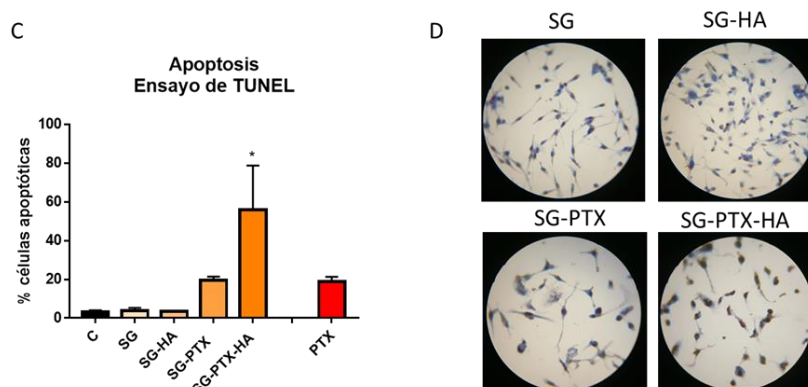 C
Apoptosis
Ensayo de TUNEL
% células apoptóticas
100
80
60
40
20
0
*
C
SG
SG-HA
SG-PTX
SG-PTX-HA
PTX
D
SG
SG-HA
SG-PTX
SG-PTX-HA